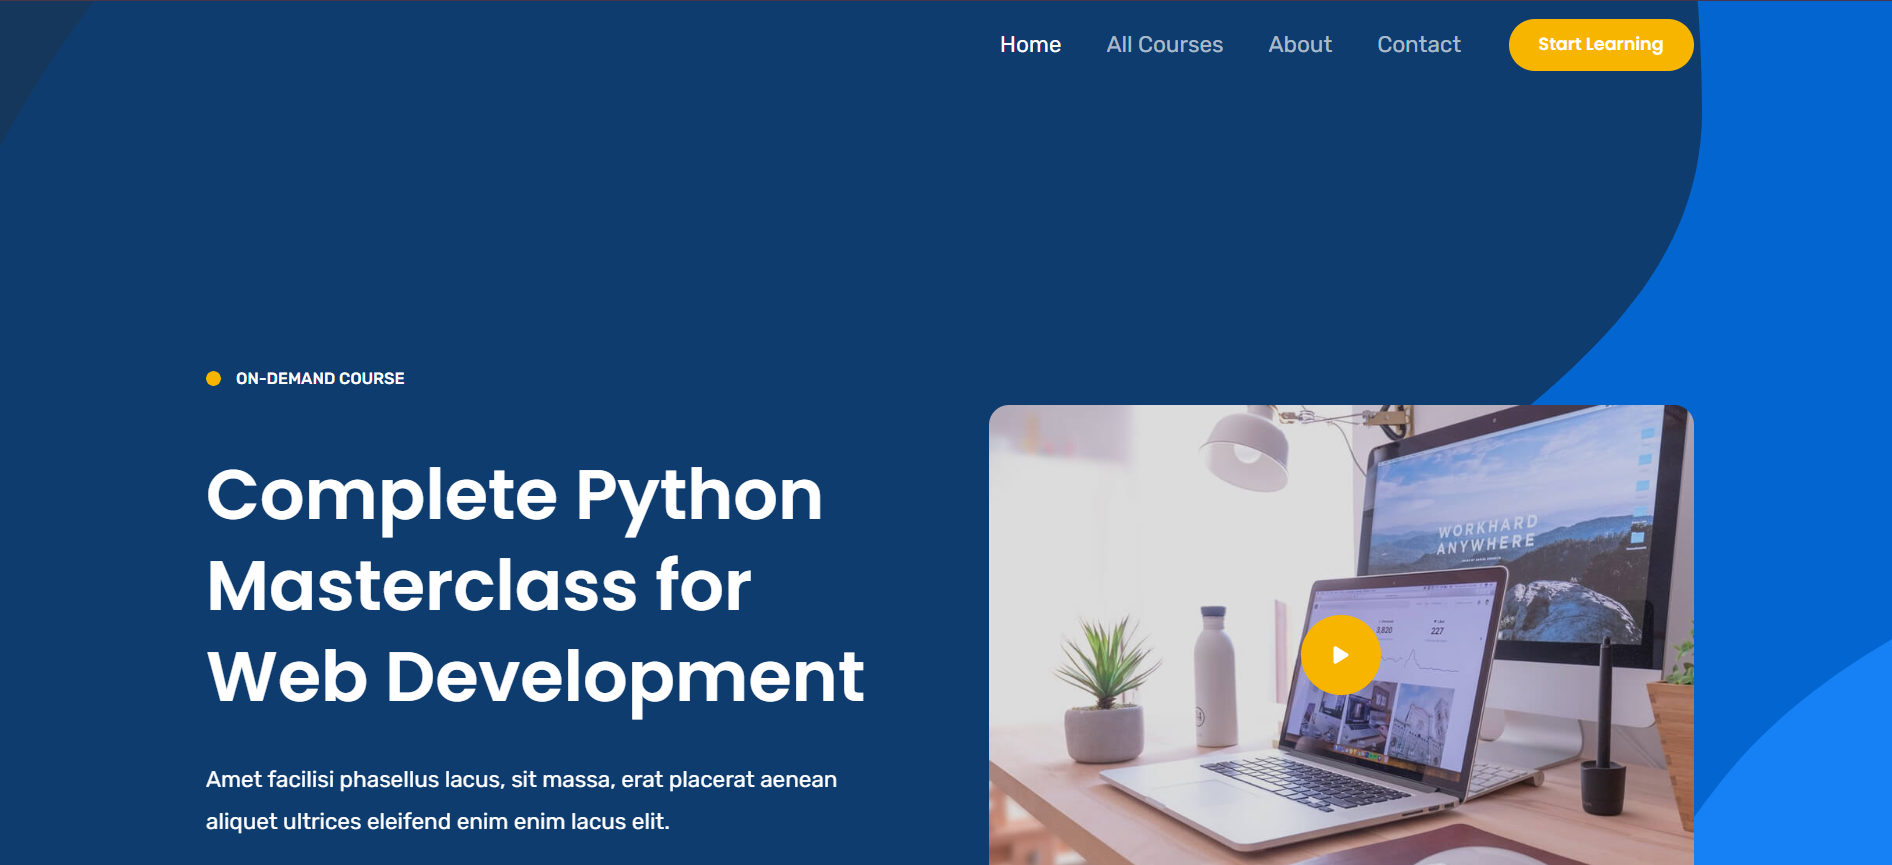 Home All Courses About Contact Start Learning
ON-DEMAND COURSE
Complete Python
Masterclass for
Web Development
Amet facilisi phasellus lacus, sit massa, erat placerat aenean
aliquet ultrices eleifend enim enim lacus elit.
WORKHARD
ANYWHERE
3,820 227